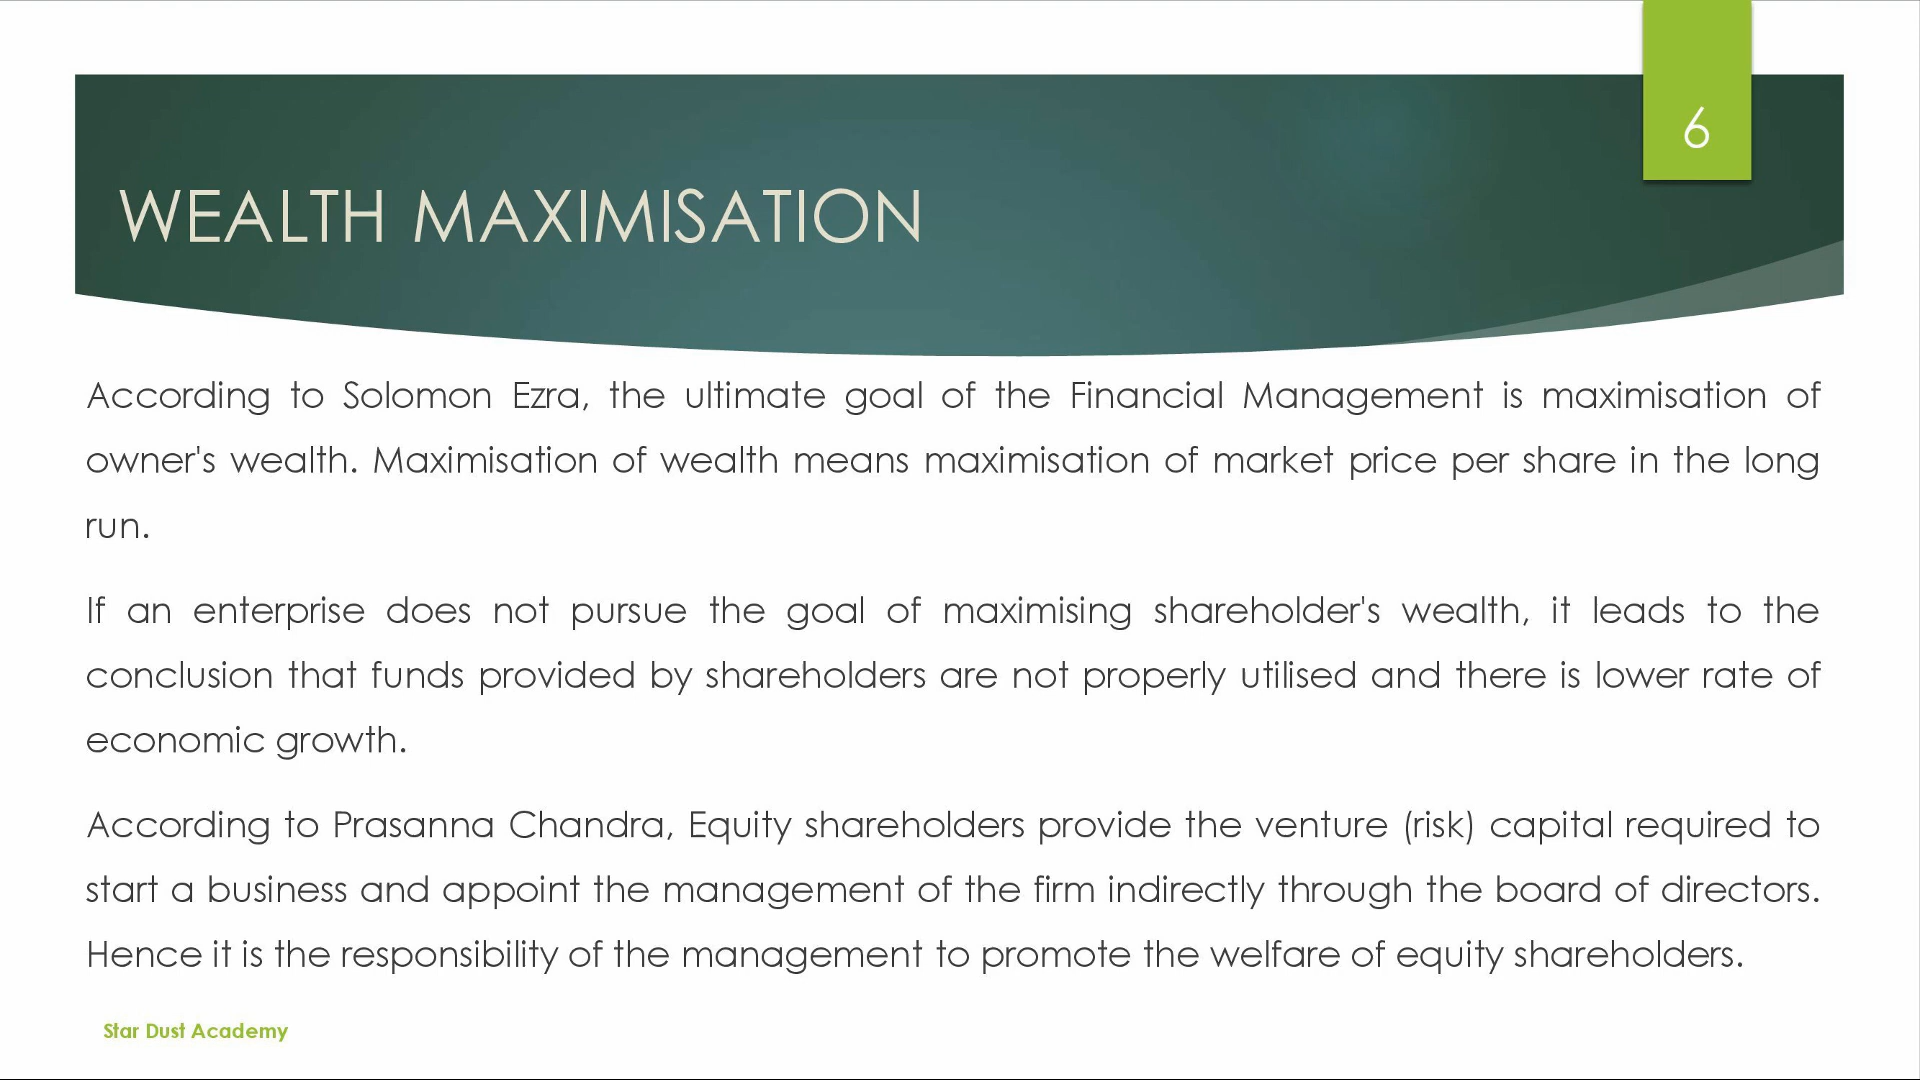 6
WEALTH MAXIMISATION
According to Solomon Ezra, the ultimate goal of the Financial Management is maximisation of
owner's wealth. Maximisation of wealth means maximisation of market price per share in the long
run.
If an enterprise does not pursue the goal of maximising shareholder's wealth, it leads to the
conclusion that funds provided by shareholders are not properly utilised and there is lower rate of
economic growth.
According to Prasanna Chandra, Equity shareholders provide the venture (risk) capital required to
start a business and appoint the management of the firm indirectly through the board of directors.
Hence it is the responsibility of the management to promote the welfare of equity shareholders.
Star Dust Academy